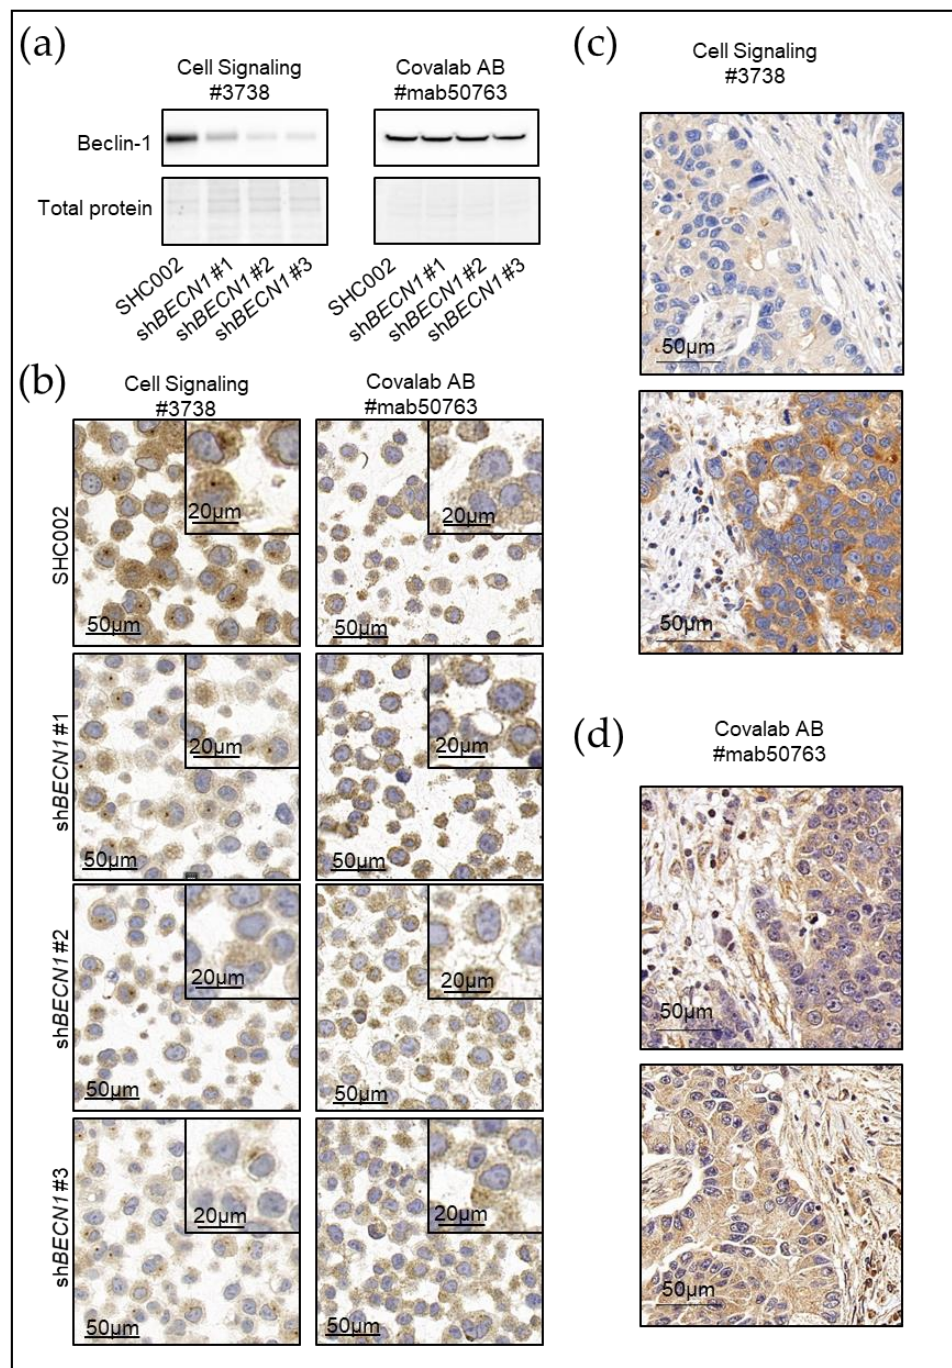 (a)
Cell Signaling
#3738
Covalab AB
#mab50763
Beclin-1
Total protein
SHC002
shBECN1#1
shBECN1#2
shBECN1#3
SHC002
shBECN1#1
shBECN1#2
shBECN1#3
(b)
Cell Signaling
#3738
Covalab AB
#mab50763
SHC002
20µm
50µm
20µm
50µm
shBECN1#1
20µm
50µm
20µm
50µm
shBECN1#2
20µm
50µm
20µm
50µm
shBECN1#3
20µm
50µm
20µm
50µm
(c)
Cell Signaling
#3738
50µm
50µm
(d)
Covalab AB
#mab50763
50µm
50µm